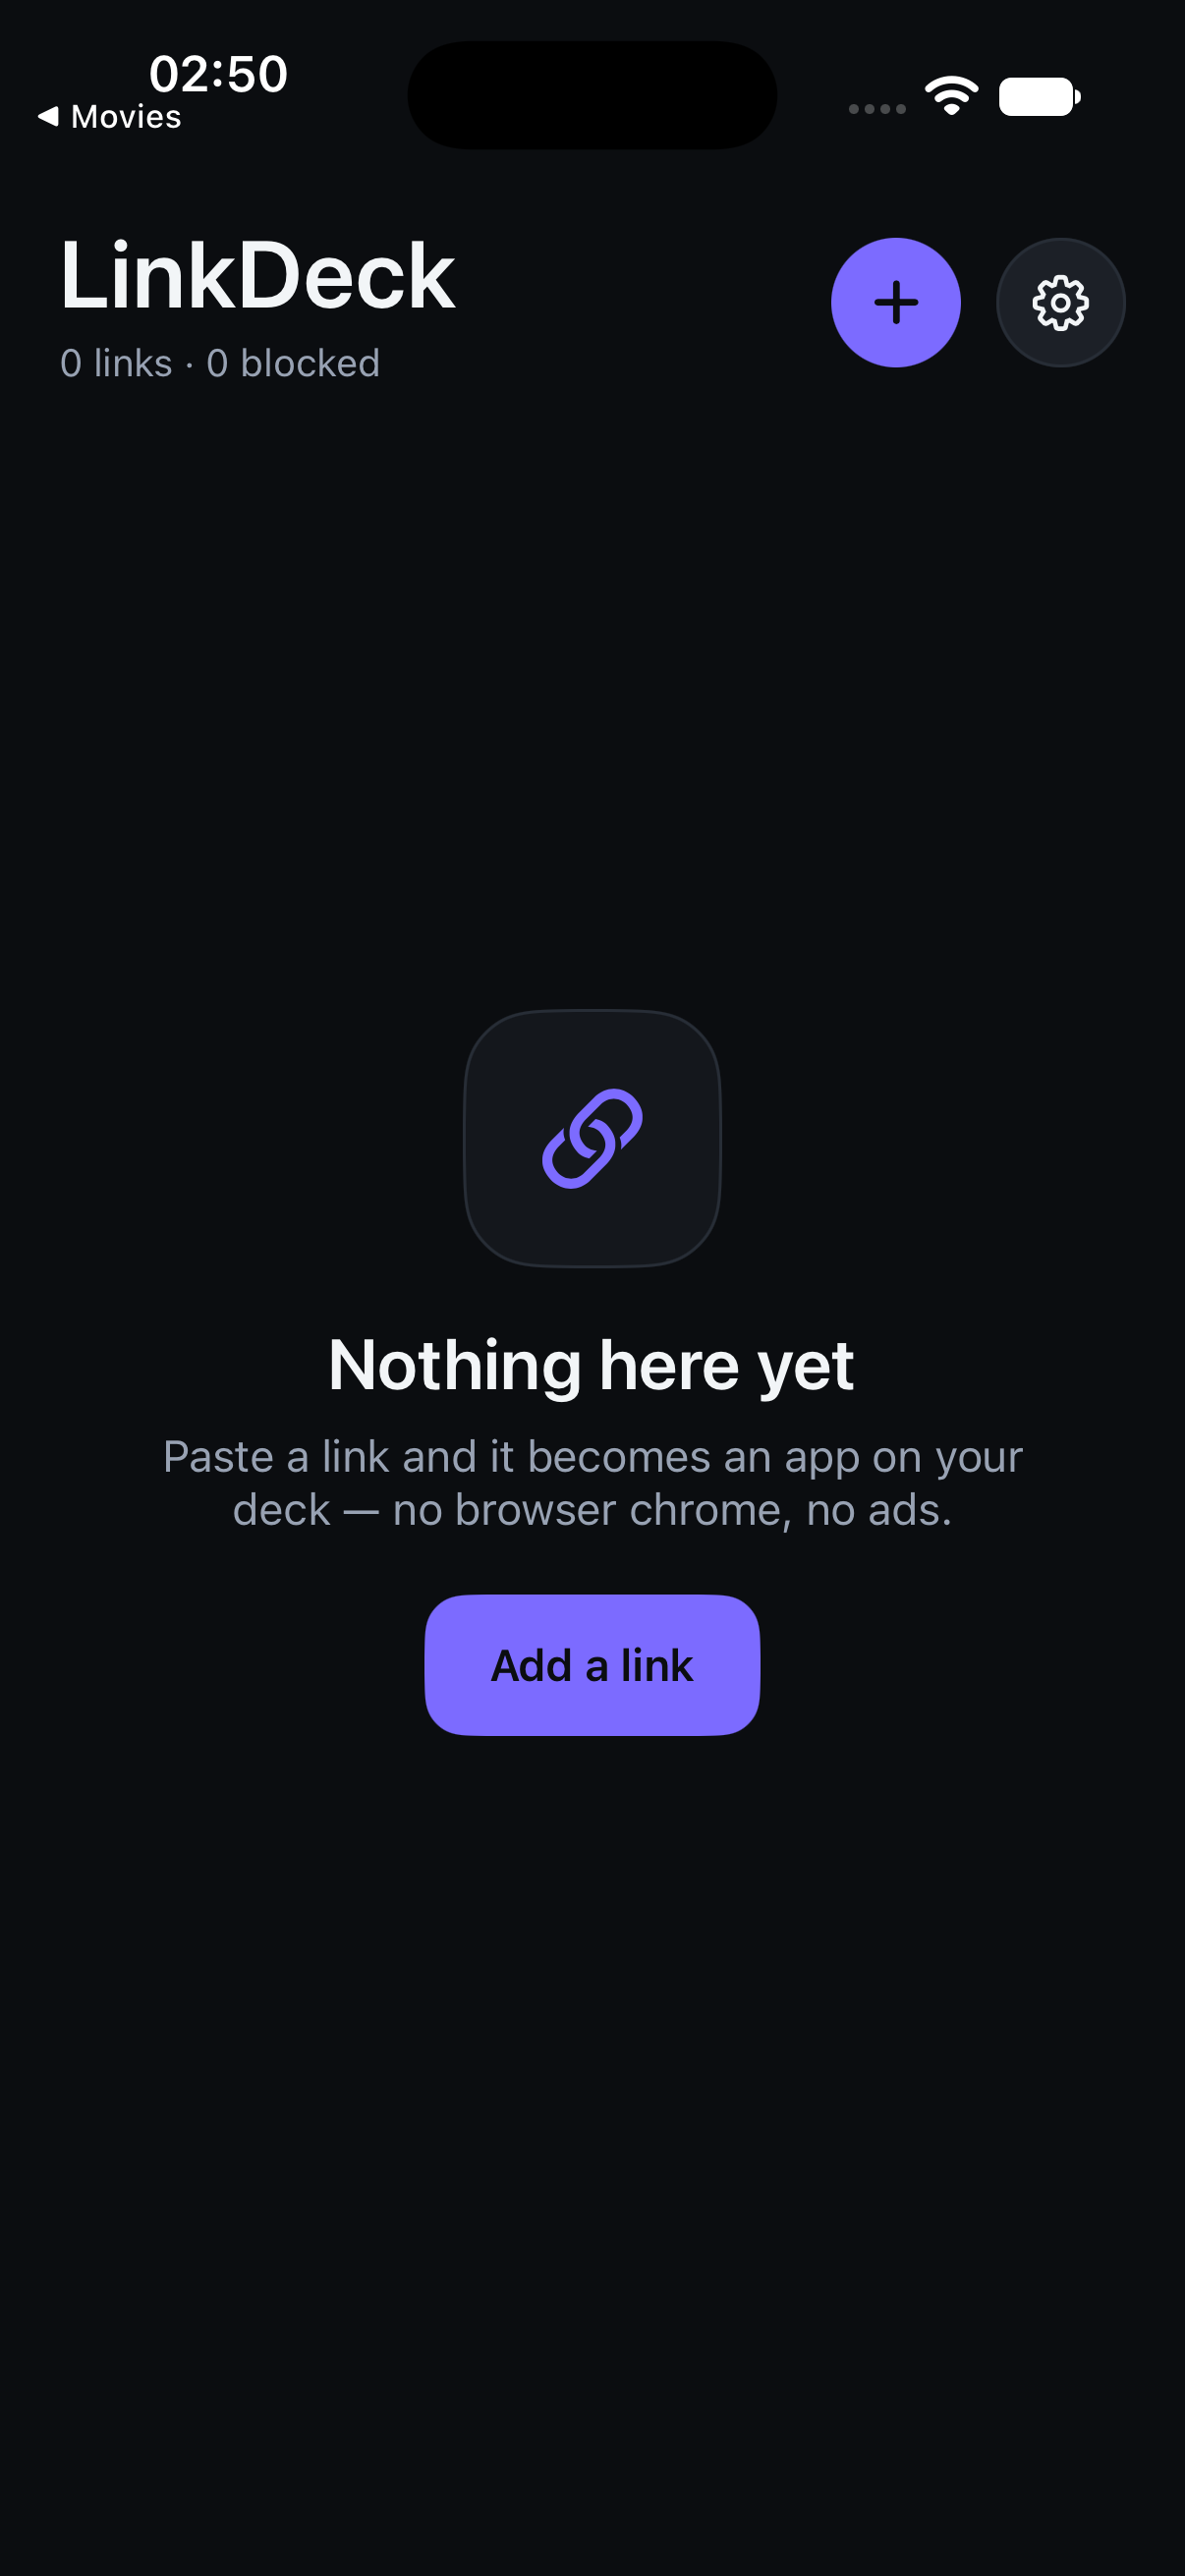 02:50
◀ Movies
LinkDeck
0 links · 0 blocked
Nothing here yet
Paste a link and it becomes an app on your
deck — no browser chrome, no ads.
Add a link